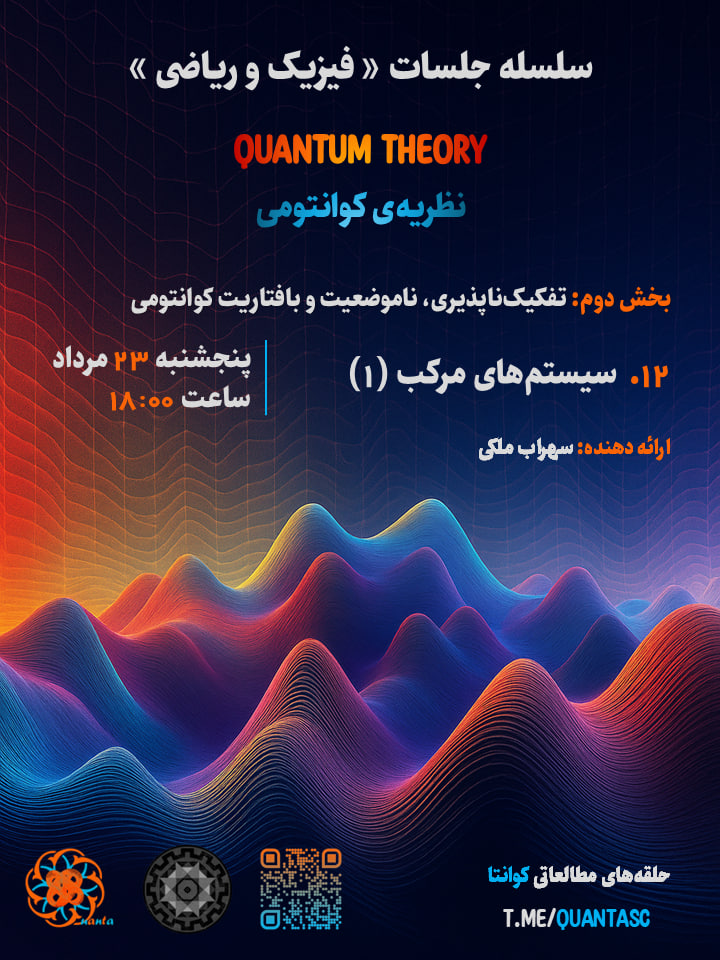 سلسله جلسات « فیزیک و ریاضی »
QUANTUM THEORY
نظریه‌ی کوانتومی
بخش دوم: تفکیک‌ناپذیری، ناموضعیت و بافتاریت کوانتومی
۱۲. سیستم‌های مرکب (۱)
پنجشنبه ۲۳ مرداد
ساعت ۱۸:۰۰
ارائه دهنده: سهراب ملکی
حلقه‌های مطالعاتی کوانتا
T.ME/QUANTASC
Quanta